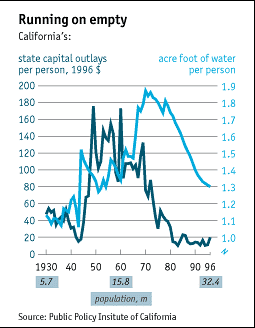 Running on empty
California's:
state capital outlays per person, 1996 $
acre foot of water per person
200 1.9
180 1.8
160 1.7
140 1.6
120 1.5
100 1.4
80 1.3
60 1.2
40 1.1
20 1.0
0
1930 40 50 60 70 80 90 96
5.7 15.8 32.4
population, m
Source: Public Policy Insitute of California